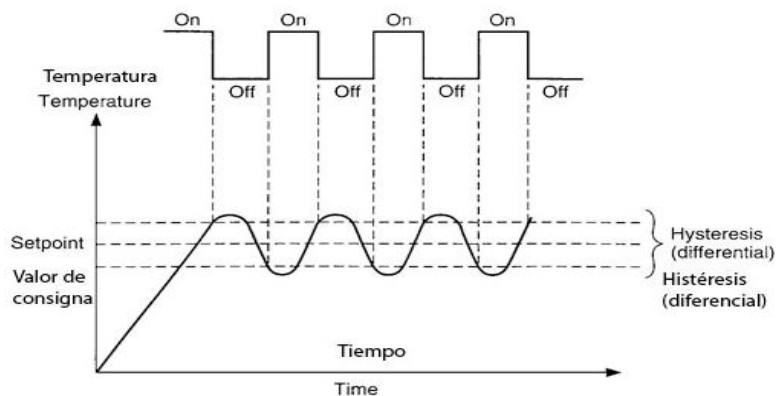 On
On
On
On
Off
Off
Off
Off
Temperatura
Temperature
Setpoint
Valor de
consigna
Hysteresis
(differential)
Histéresis
(diferencial)
Tiempo
Time